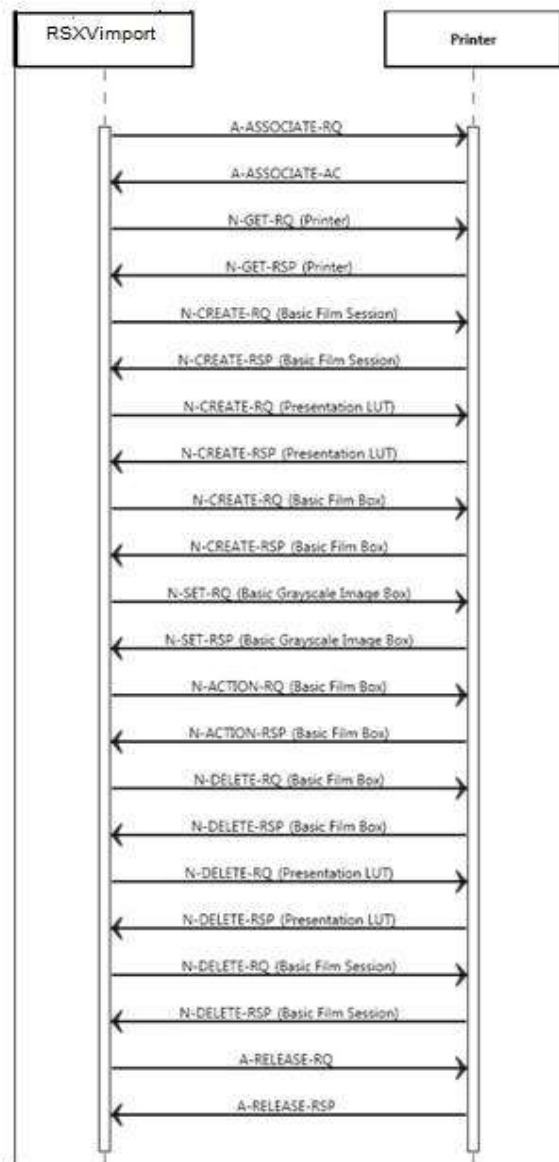 RSXVimport
Printer
A-ASSOCIATE-RQ
A-ASSOCIATE-AC
N-GET-RQ (Printer)
N-GET-RSP (Printer)
N-CREATE-RQ (Basic Film Session)
N-CREATE-RSP (Basic Film Session)
N-CREATE-RQ (Presentation LUT)
N-CREATE-RSP (Presentation LUT)
N-CREATE-RQ (Basic Film Box)
N-CREATE-RSP (Basic Film Box)
N-SET-RQ (Basic Grayscale Image Box)
N-SET-RSP (Basic Grayscale Image Box)
N-ACTION-RQ (Basic Film Box)
N-ACTION-RSP (Basic Film Box)
N-DELETE-RQ (Basic Film Box)
N-DELETE-RSP (Basic Film Box)
N-DELETE-RQ (Presentation LUT)
N-DELETE-RSP (Presentation LUT)
N-DELETE-RQ (Basic Film Session)
N-DELETE-RSP (Basic Film Session)
A-RELEASE-RQ
A-RELEASE-RSP